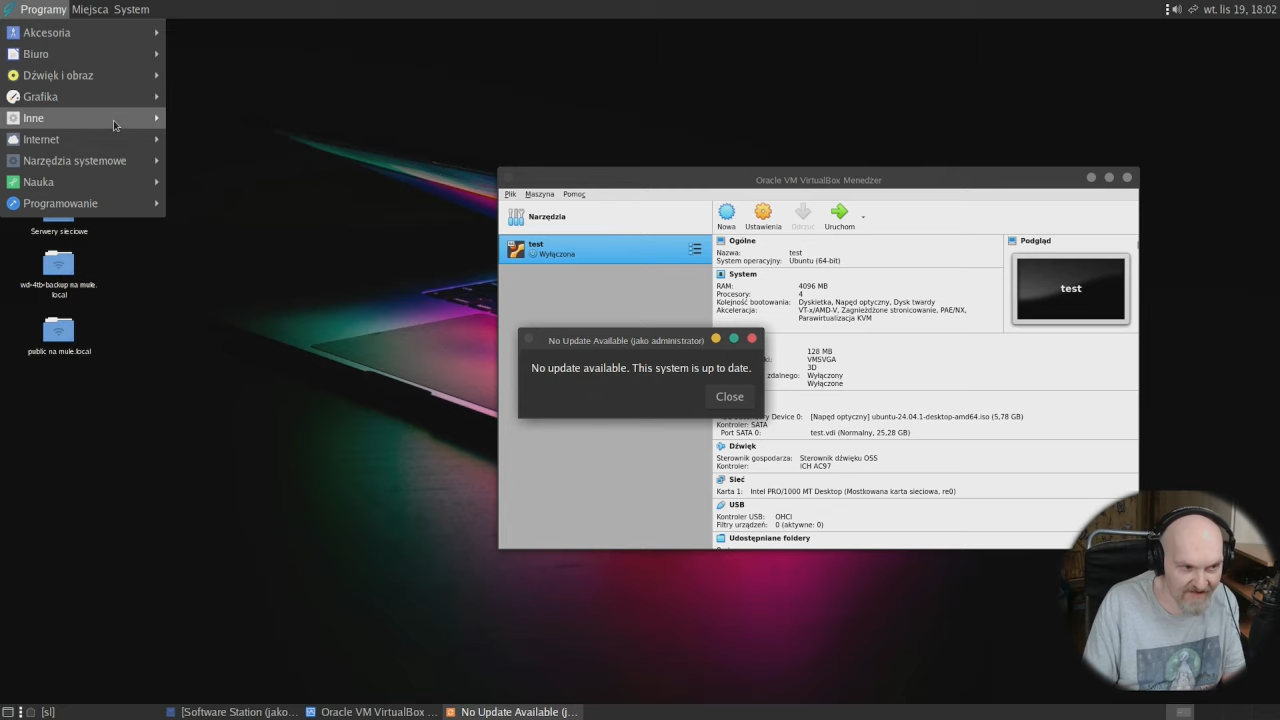 Programy Miejsca System
wt. lis 19, 18:02
Akcesoria
Biuro
Dźwięk i obraz
Grafika
Inne
Internet
Narzędzia systemowe
Nauka
Programowanie
Serwery sieciowe
wd-4tb-backup na mule.
local
public na mule.local
Oracle VM VirtualBox Menedżer
Plik Maszyna Pomoc
Narzędzia
test
Wyłączona
Nowa Ustawienia Odrzuć Uruchom
Ogólne
Nazwa: test
System operacyjny: Ubuntu (64-bit)
System
RAM: 4096 MB
Procesory: 4
Kolejność bootowania: Dyskietka, Napęd optyczny, Dysk twardy
Akceleracja: VT-x/AMD-V, Zagnieżdżone stronicowanie, PAE/NX,
Parawirtualizacja KVM
Podgląd
test
128 MB
VMSVGA
3D
zdalnego: Wyłączony
Wyłączone
No Update Available (jako administrator)
No update available. This system is up to date.
Close
Device 0: [Napęd optyczny] ubuntu-24.04.1-desktop-amd64.iso (5,78 GB)
Kontroler: SATA
Port SATA 0: test.vdi (Normalny, 25,28 GB)
Dźwięk
Sterownik gospodarza: Sterownik dźwięku OSS
Kontroler: ICH AC97
Sieć
Karta 1: Intel PRO/1000 MT Desktop (Mostkowana karta sieciowa, re0)
USB
Kontroler USB: OHCI
Filtry urządzeń: 0 (aktywne: 0)
Udostępniane foldery
[sl]
[Software Station (jako...
Oracle VM VirtualBox ...
No Update Available (j...